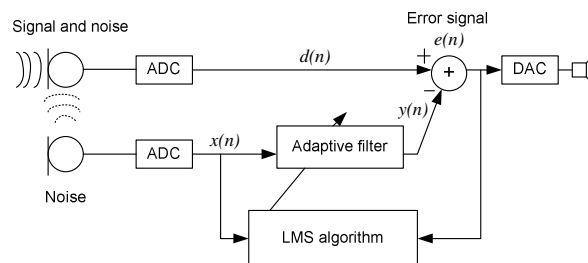 Error signal
Signal and noise
e(n)
ADC
d(n)
+
+
DAC
−
y(n)
ADC
x(n)
Adaptive filter
Noise
LMS algorithm